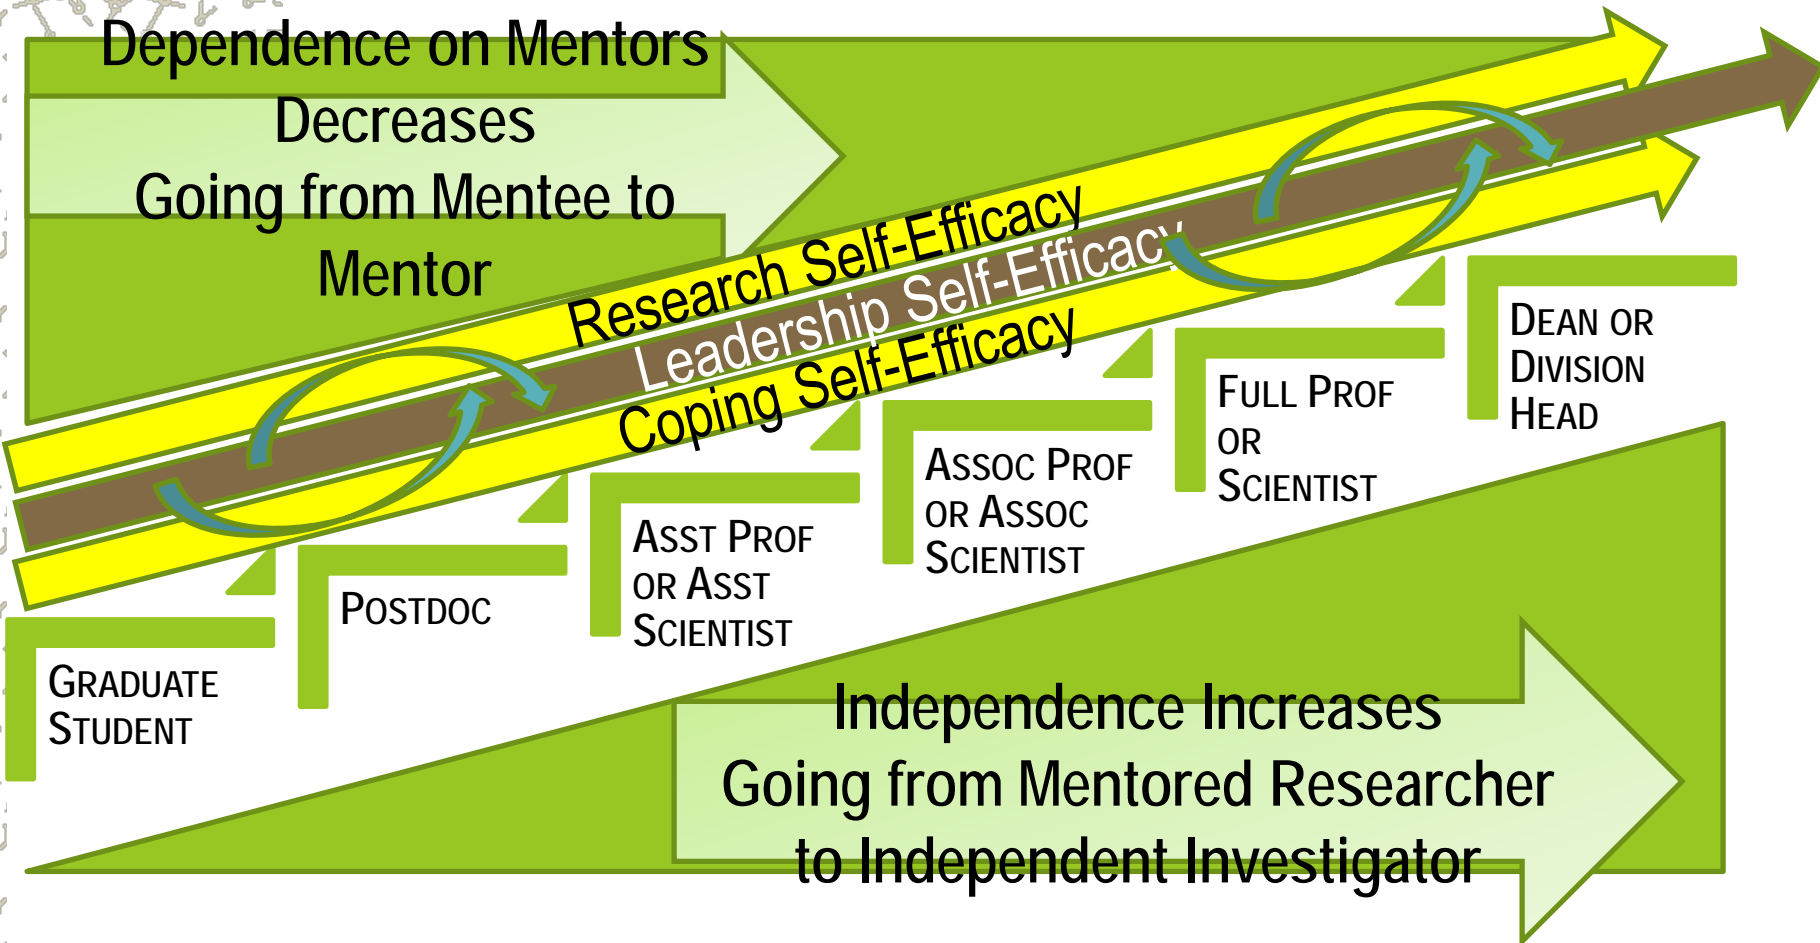 Dependence on Mentors
Decreases
Going from Mentee to
Mentor
Research Self-Efficacy
Leadership Self-Efficacy
Coping Self-Efficacy
GRADUATE
STUDENT
POSTDOC
ASST PROF
OR ASST
SCIENTIST
ASSOC PROF
OR ASSOC
SCIENTIST
FULL PROF
OR
SCIENTIST
DEAN OR
DIVISION
HEAD
Independence Increases
Going from Mentored Researcher
to Independent Investigator